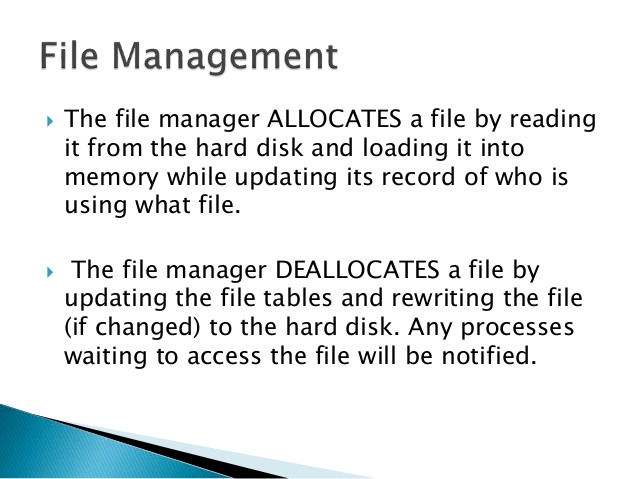 File Management
The file manager ALLOCATES a file by reading
it from the hard disk and loading it into
memory while updating its record of who is
using what file.
The file manager DEALLOCATES a file by
updating the file tables and rewriting the file
(if changed) to the hard disk. Any processes
waiting to access the file will be notified.